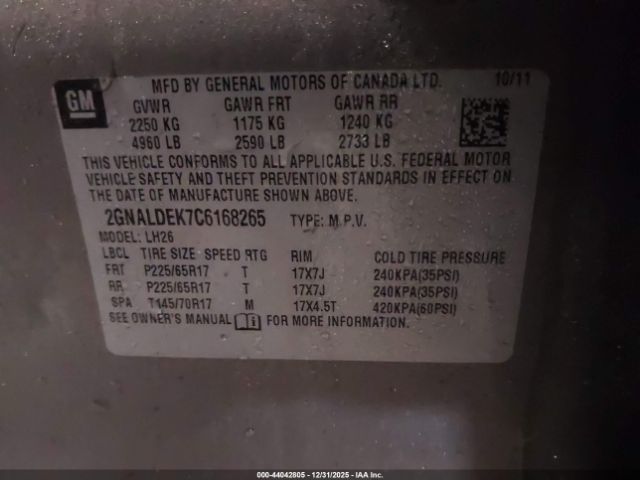 GM
MFD BY GENERAL MOTORS OF CANADA LTD. 10/11
GVWR GAWR FRT GAWR RR
2250 KG 1175 KG 1240 KG
4960 LB 2590 LB 2733 LB
THIS VEHICLE CONFORMS TO ALL APPLICABLE U.S. FEDERAL MOTOR
VEHICLE SAFETY AND THEFT PREVENTION STANDARDS IN EFFECT ON
THE DATE OF MANUFACTURE SHOWN ABOVE.
2GNALDEK7C6168265 TYPE: M.P.V.
MODEL: LH26
LBCL TIRE SIZE SPEED RTG RIM COLD TIRE PRESSURE
FRT P225/65R17 T 17X7J 240KPA(35PSI)
RR P225/65R17 T 17X7J 240KPA(35PSI)
SPA T145/70R17 M 17X4.5T 420KPA(60PSI)
SEE OWNER'S MANUAL FOR MORE INFORMATION.
000-44042805 - 12/31/2025 - IAA Inc.